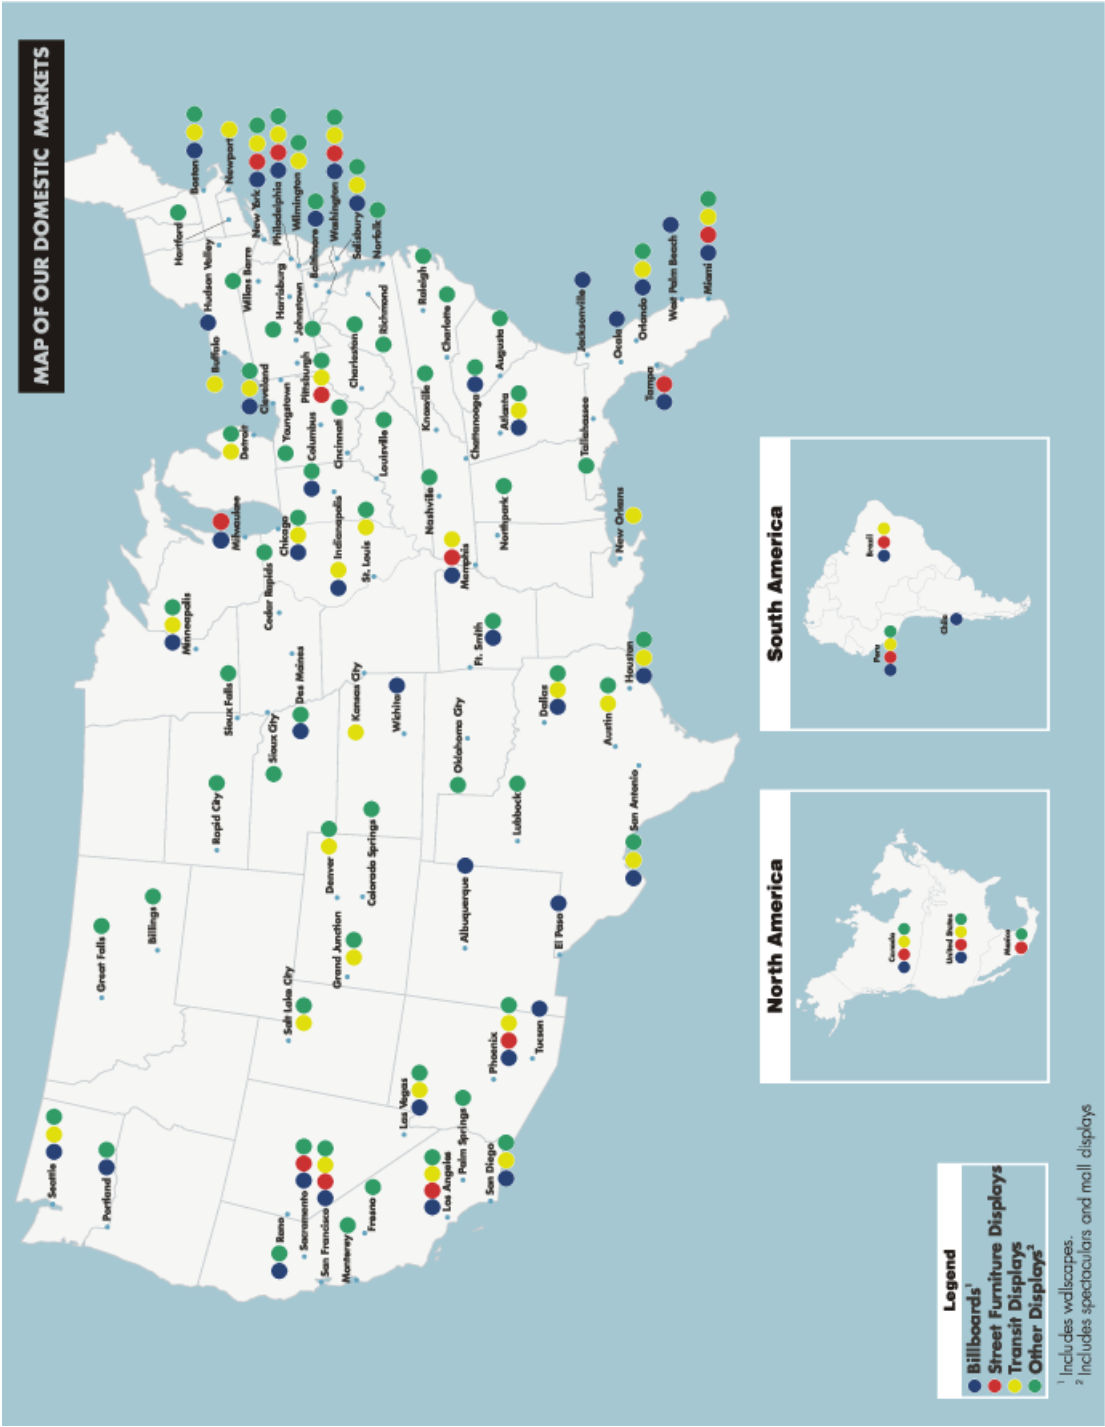 MAP OF OUR DOMESTIC MARKETS
Seattle
Portland
Reno
Sacramento
San Francisco
Monterey
Fresno
Los Angeles
Palm Springs
San Diego
Las Vegas
Phoenix
Tucson
Salt Lake City
Great Falls
Billings
Grand Junction
Denver
Colorado Springs
Albuquerque
El Paso
Rapid City
Sioux Falls
Sioux City
Des Moines
Kansas City
Wichita
Oklahoma City
Lubbock
Dallas
Austin
San Antonio
Houston
Ft. Smith
Minneapolis
Cedar Rapids
Milwaukee
Chicago
Indianapolis
St. Louis
Memphis
Nashville
Northpark
New Orleans
Detroit
Cleveland
Youngstown
Columbus
Cincinnati
Louisville
Knoxville
Chattanooga
Atlanta
Augusta
Tallahassee
Buffalo
Pittsburgh
Johnstown
Harrisburg
Wilkes Barre
Hudson Valley
Hartford
Boston
Newport
New York
Philadelphia
Wilmington
Baltimore
Washington
Salisbury
Norfolk
Richmond
Charleston
Raleigh
Charlotte
Jacksonville
Ocala
Orlando
Tampa
West Palm Beach
Miami
North America
Canada
United States
Mexico
South America
Peru
Brazil
Chile
Legend
Billboards¹
Street Furniture Displays
Transit Displays
Other Displays²
¹ Includes wallscapes.
² Includes spectaculars and mall displays